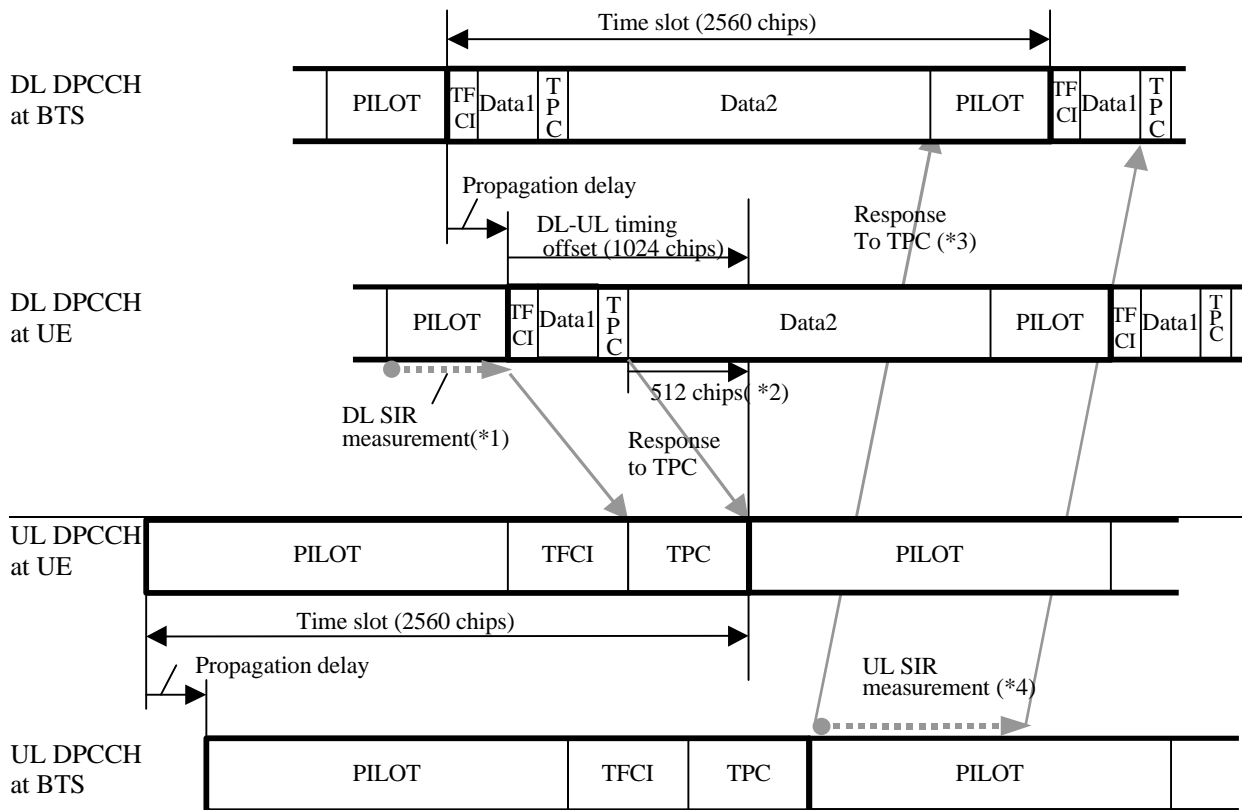 Time slot (2560 chips)
DL DPCCH
at BTS
PILOT
TF
CI
Data1
T
P
C
Data2
PILOT
TF
CI
Data1
T
P
C
Propagation delay
DL-UL timing
offset (1024 chips)
Response
To TPC (*3)
DL DPCCH
at UE
PILOT
TF
CI
Data1
T
P
C
Data2
PILOT
TF
CI
Data1
T
P
C
512 chips( *2)
DL SIR
measurement(*1)
Response
to TPC
UL DPCCH
at UE
PILOT
TFCI
TPC
PILOT
Time slot (2560 chips)
Propagation delay
UL SIR
measurement (*4)
UL DPCCH
at BTS
PILOT
TFCI
TPC
PILOT